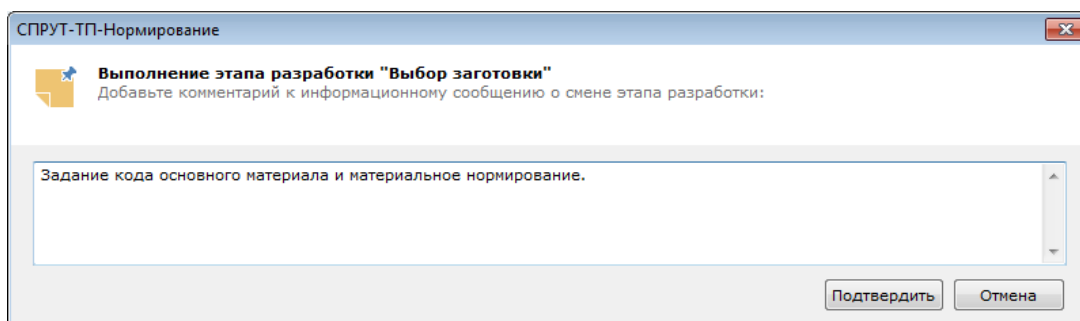 СПРУТ-ТП-Нормирование
Выполнение этапа разработки "Выбор заготовки"
Добавьте комментарий к информационному сообщению о смене этапа разработки:
Задание кода основного материала и материальное нормирование.
Подтвердить Отмена